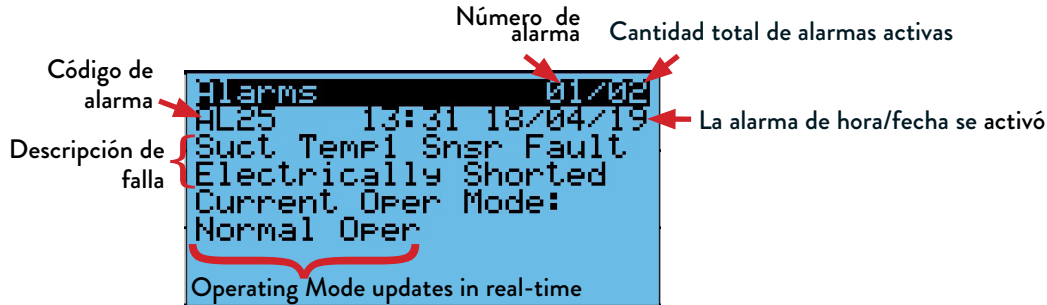 Número de
alarma
Cantidad total de alarmas activas
Código de
alarma
Alarms 01/02
AL25 13:31 18/04/19
La alarma de hora/fecha se activó
Descripción de
falla
Suct Temp1 Snsr Fault
Electrically Shorted
Current Oper Mode:
Normal Oper
Operating Mode updates in real-time